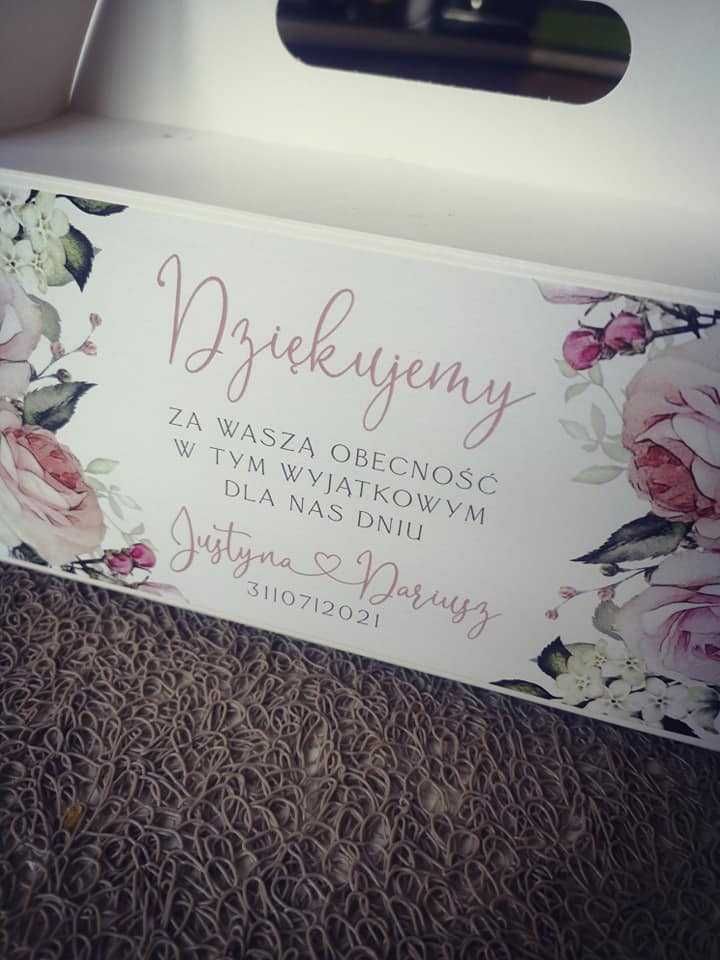 Dziękujemy
ZA WASZĄ OBECNOŚĆ
W TYM WYJĄTKOWYM
DLA NAS DNIU
Justyna ♡ Dariusz
31|07|2021